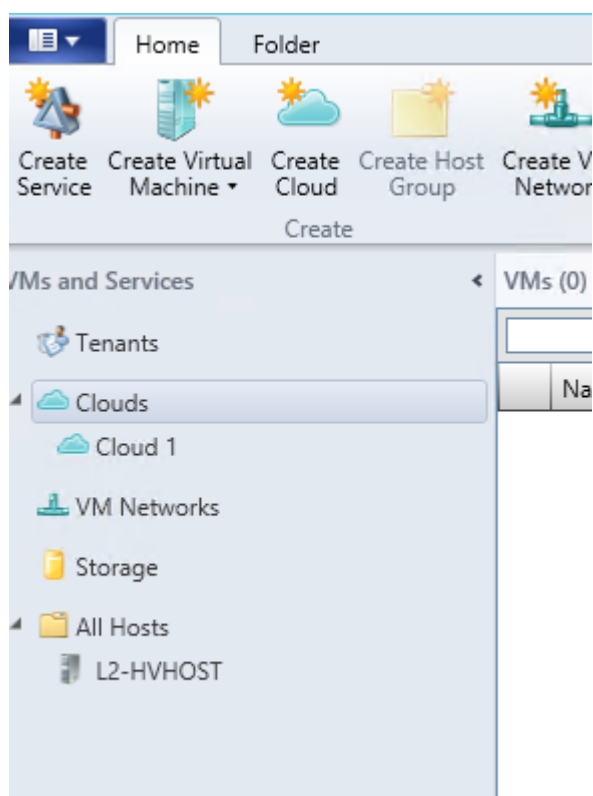 Home Folder
Create Service
Create Virtual Machine
Create Cloud
Create Host Group
Create
Create
VMs and Services
VMs (0)
Tenants
Clouds
Cloud 1
VM Networks
Storage
All Hosts
L2-HVHOST